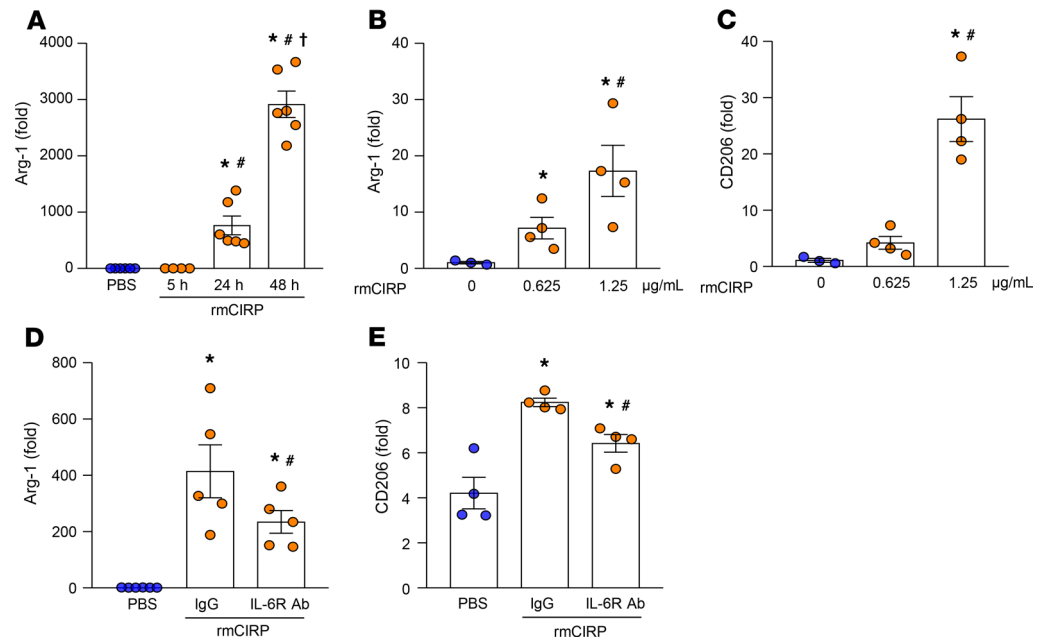 A
Arg-1 (fold)
4000
3000
2000
1000
0
* # †
* #
PBS
5 h
24 h
48 h
rmCIRP
B
Arg-1 (fold)
40
30
20
10
0
* #
*
rmCIRP
0
0.625
1.25
µg/mL
C
CD206 (fold)
40
30
20
10
0
* #
rmCIRP
0
0.625
1.25
µg/mL
D
Arg-1 (fold)
800
600
400
200
0
*
* #
PBS
IgG
IL-6R Ab
rmCIRP
E
CD206 (fold)
10
8
6
4
2
0
*
* #
PBS
IgG
IL-6R Ab
rmCIRP